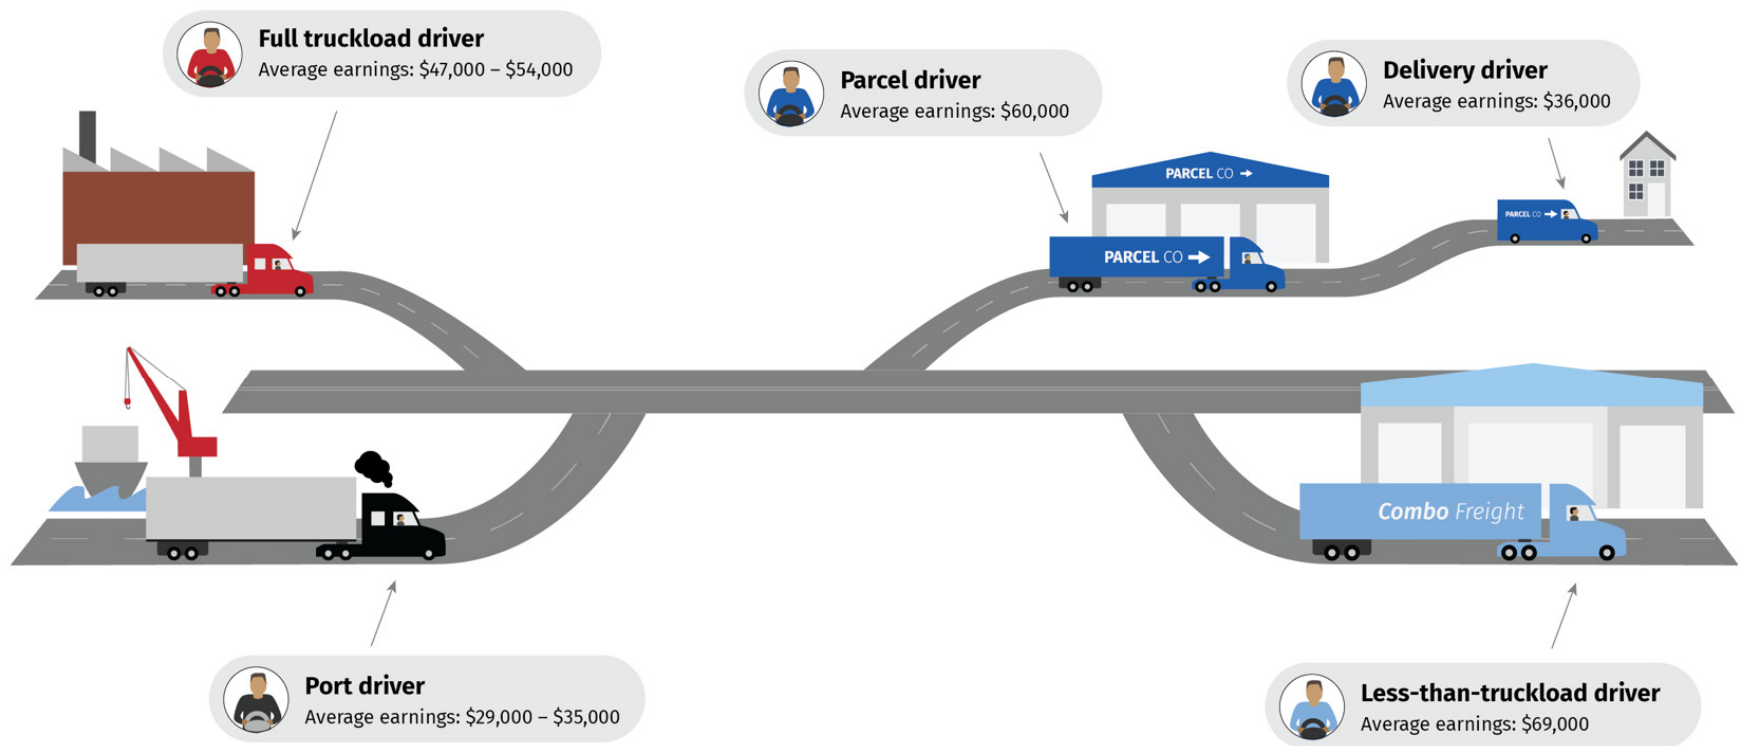 Full truckload driver
Average earnings: $47,000 – $54,000
Parcel driver
Average earnings: $60,000
Delivery driver
Average earnings: $36,000
PARCEL CO
PARCEL CO
PARCEL CO
Combo Freight
Port driver
Average earnings: $29,000 – $35,000
Less-than-truckload driver
Average earnings: $69,000